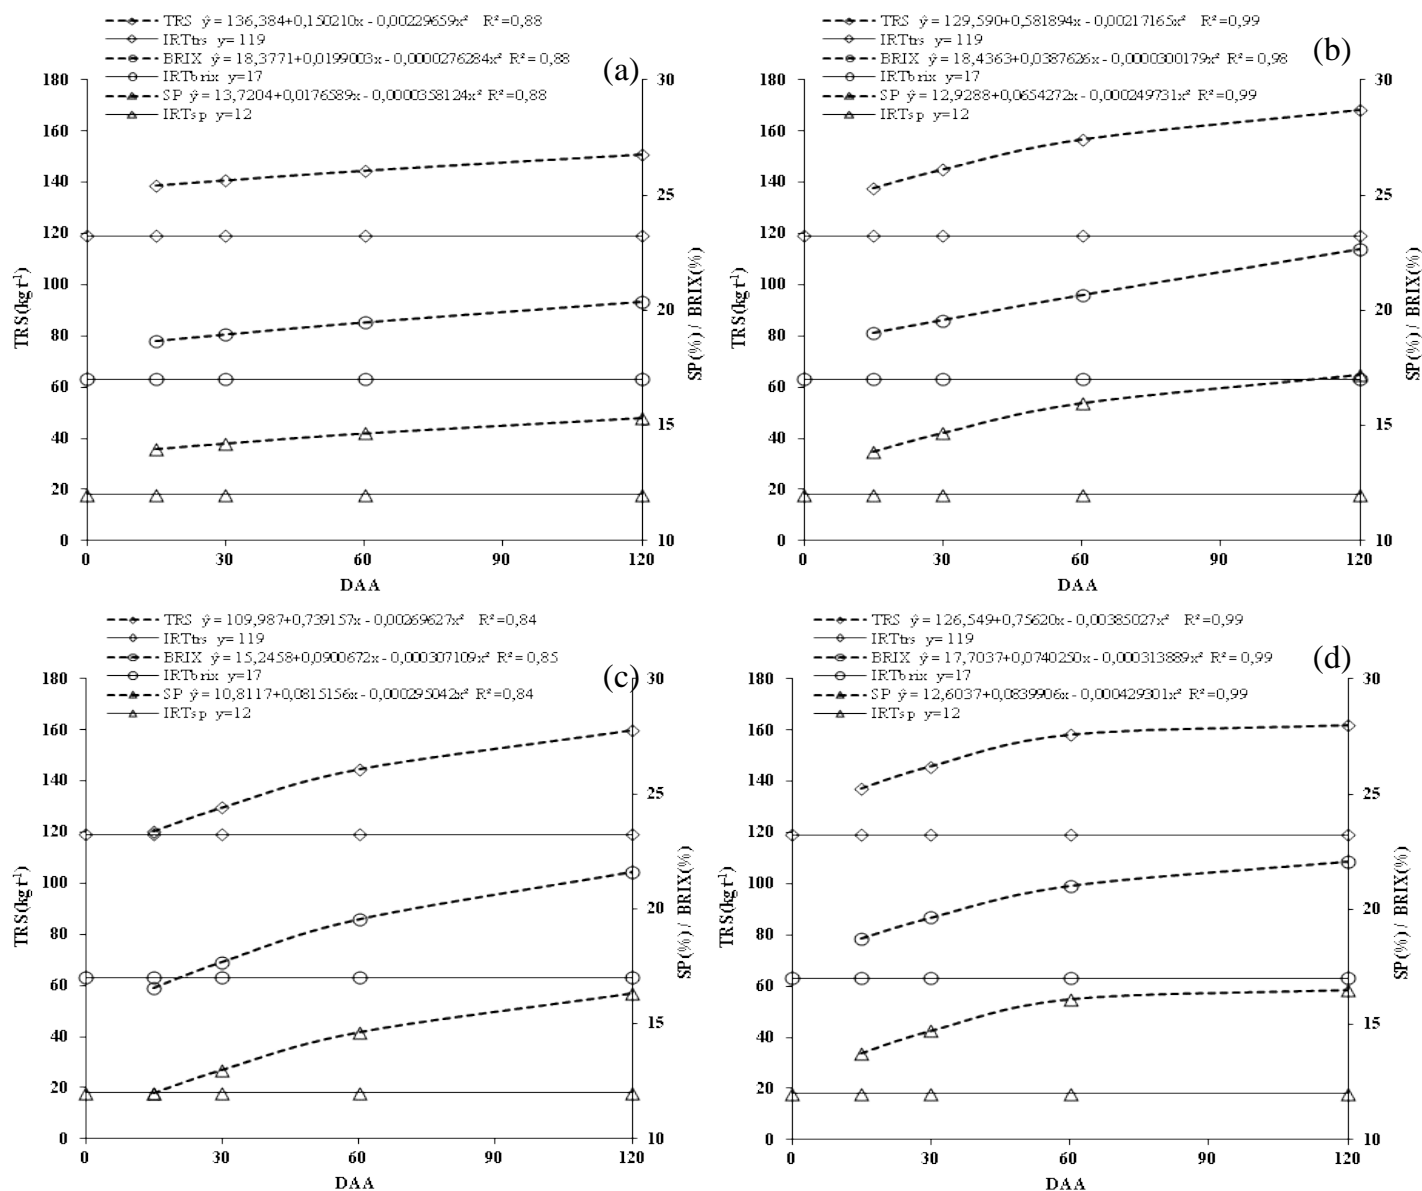 TRS ŷ = 136,384+0,150210x - 0,00229659x² R² = 0,88
IRTtrs y= 119
BRIX ŷ = 18,3771+0,0199003x - 0,0000276284x² R² = 0,88
IRTbrix y=17
SP ŷ = 13,7204+0,0176589x - 0,0000358124x² R² = 0,88
IRTsp y=12
(a)
180
160
140
120
100
80
60
40
20
0
30
25
20
15
10
TRS(kg t-1)
SP(%) / BRIX(%)
0 30 60 90 120
DAA
TRS ŷ = 129,590+0,581894x - 0,00217165x² R² = 0,99
IRTtrs y= 119
BRIX ŷ = 18,4363+0,0387626x - 0,0000300179x² R² = 0,98
IRTbrix y=17
SP ŷ = 12,9288+0,0654272x - 0,000249731x² R² = 0,99
IRTsp y=12
(b)
180
160
140
120
100
80
60
40
20
0
30
25
20
15
10
TRS(kg t-1)
SP(%) / BRIX(%)
0 30 60 90 120
DAA
TRS ŷ = 109,987+0,739157x - 0,00269627x² R² = 0,84
IRTtrs y= 119
BRIX ŷ = 15,2458+0,0900672x - 0,000307109x² R² = 0,85
IRTbrix y=17
SP ŷ = 10,8117+0,0815156x - 0,000295042x² R² = 0,84
IRTsp y=12
(c)
180
160
140
120
100
80
60
40
20
0
30
25
20
15
10
TRS(kg t-1)
SP(%) / BRIX(%)
0 30 60 90 120
DAA
TRS ŷ = 126,549+0,75620x - 0,00385027x² R² = 0,99
IRTtrs y= 119
BRIX ŷ = 17,7037+0,0740250x - 0,000313889x² R² = 0,99
IRTbrix y=17
SP ŷ = 12,6037+0,0839906x - 0,000429301x² R² = 0,99
IRTsp y=12
(d)
180
160
140
120
100
80
60
40
20
0
30
25
20
15
10
TRS(kg t-1)
SP(%) / BRIX(%)
0 30 60 90 120
DAA